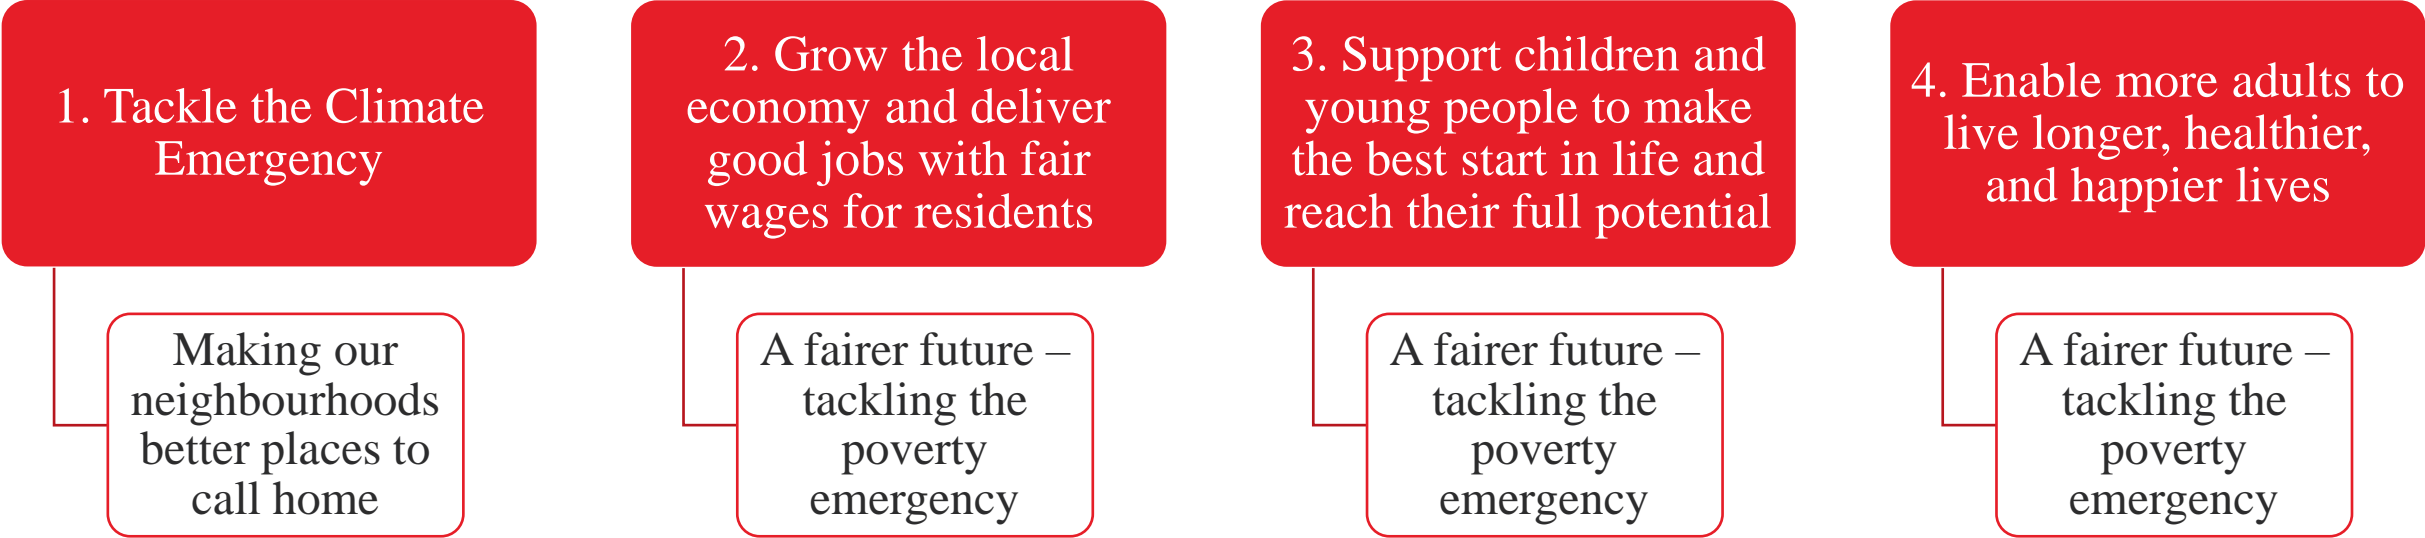 1. Tackle the Climate
Emergency
Making our
neighbourhoods
better places to
call home
2. Grow the local
economy and deliver
good jobs with fair
wages for residents
A fairer future –
tackling the
poverty
emergency
3. Support children and
young people to make
the best start in life and
reach their full potential
A fairer future –
tackling the
poverty
emergency
4. Enable more adults to
live longer, healthier,
and happier lives
A fairer future –
tackling the
poverty
emergency